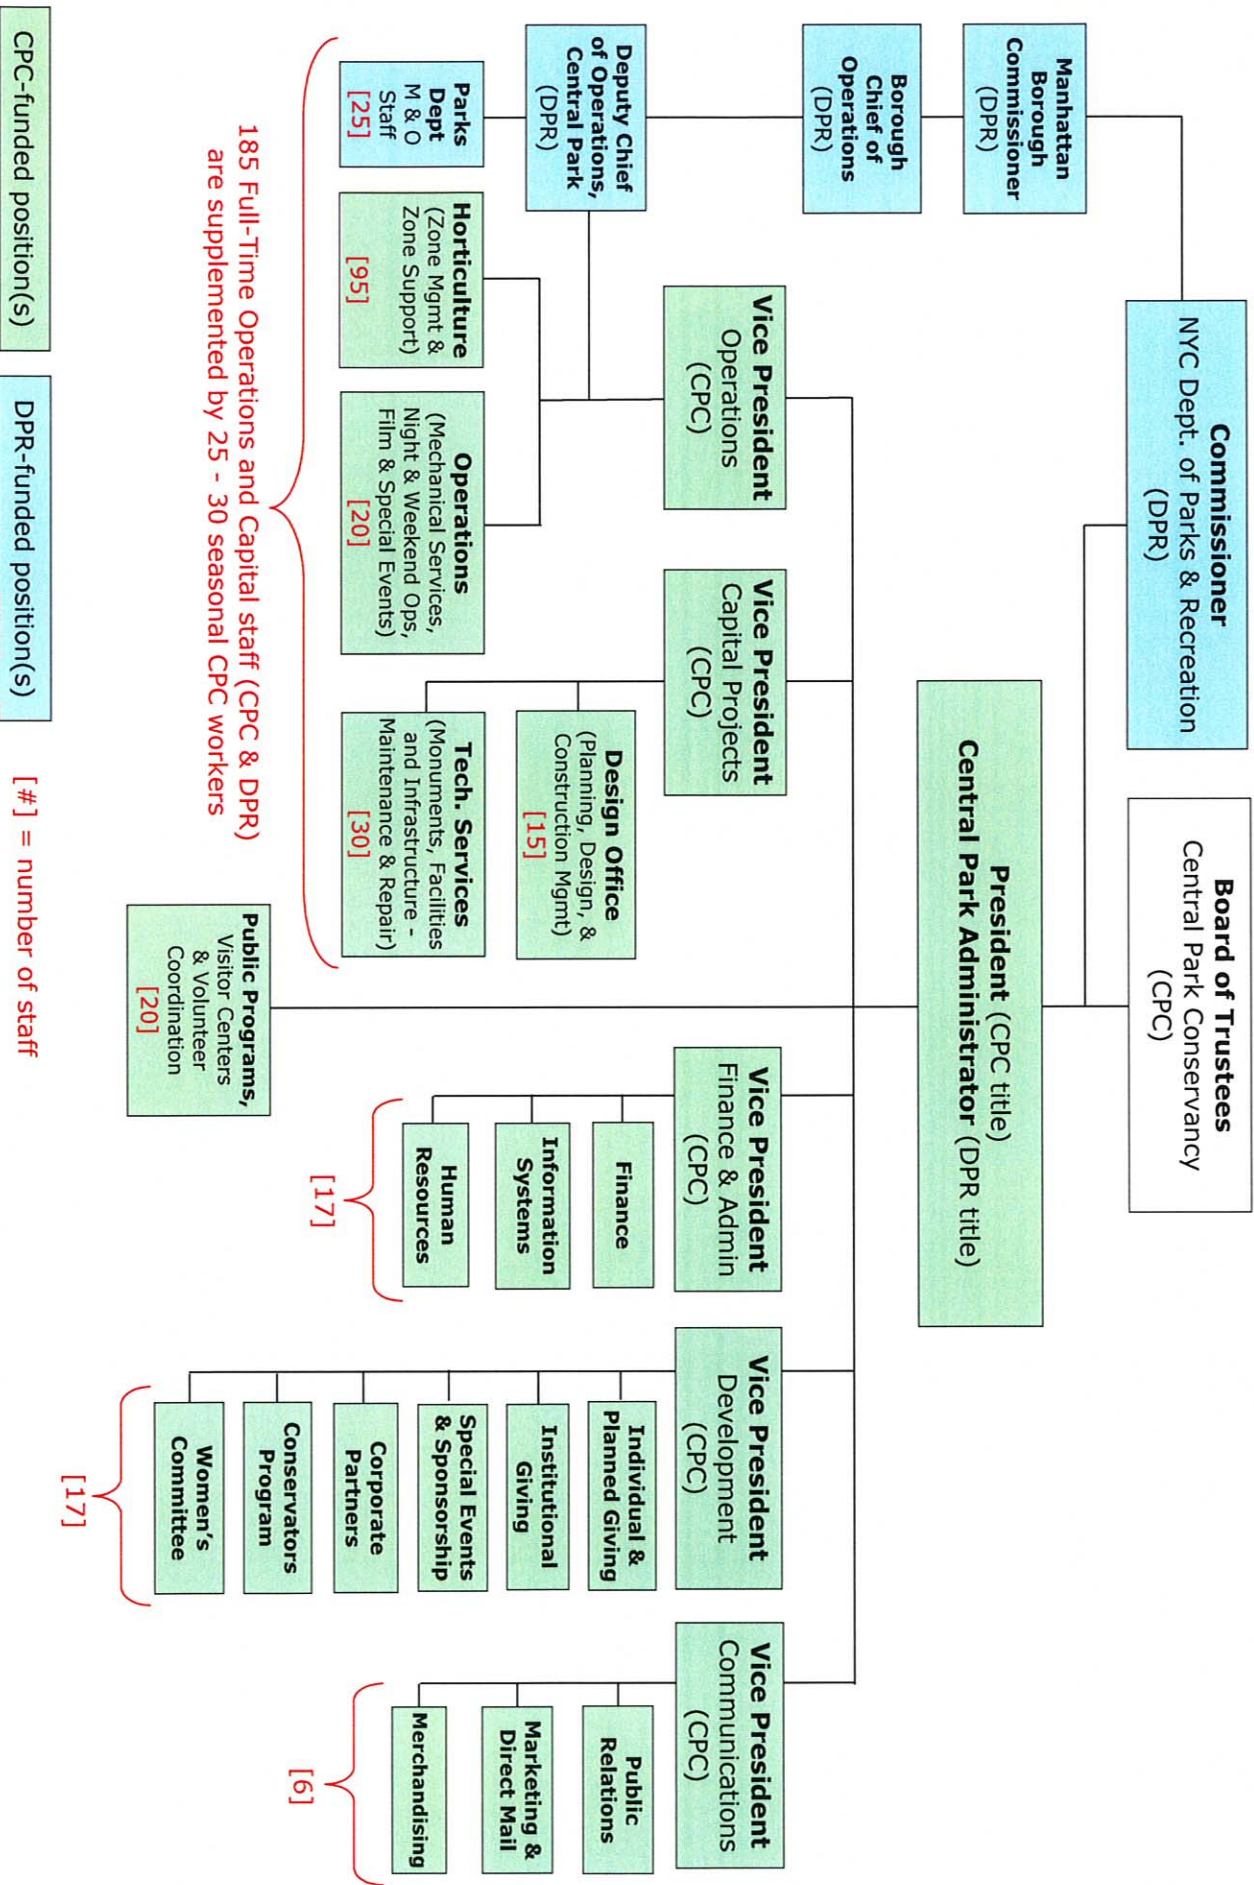 Commissioner
NYC Dept. of Parks & Recreation
(DPR)
Board of Trustees
Central Park Conservancy
(CPC)
Manhattan
Borough
Commissioner
(DPR)
President (CPC title)
Central Park Administrator (DPR title)
Borough
Chief of
Operations
(DPR)
Vice President
Operations
(CPC)
Vice President
Capital Projects
(CPC)
Vice President
Finance & Admin
(CPC)
Vice President
Development
(CPC)
Vice President
Communications
(CPC)
Deputy Chief
of Operations,
Central Park
(DPR)
Parks
Dept
M & O
Staff
[25]
Horticulture
(Zone Mgmt &
Zone Support)
[95]
Operations
(Mechanical Services,
Night & Weekend Ops,
Film & Special Events)
[20]
Design Office
(Planning, Design, &
Construction Mgmt)
[15]
Tech. Services
(Monuments, Facilities
and Infrastructure -
Maintenance & Repair)
[30]
Finance
Information
Systems
Human
Resources
[17]
Individual &
Planned Giving
Institutional
Giving
Special Events
& Sponsorship
Corporate
Partners
Conservators
Program
Women's
Committee
[17]
Public
Relations
Marketing &
Direct Mail
Merchandising
[6]
185 Full-Time Operations and Capital staff (CPC & DPR)
are supplemented by 25 - 30 seasonal CPC workers
Public Programs,
Visitor Centers
& Volunteer
Coordination
[20]
CPC-funded position(s)
DPR-funded position(s)
[#] = number of staff